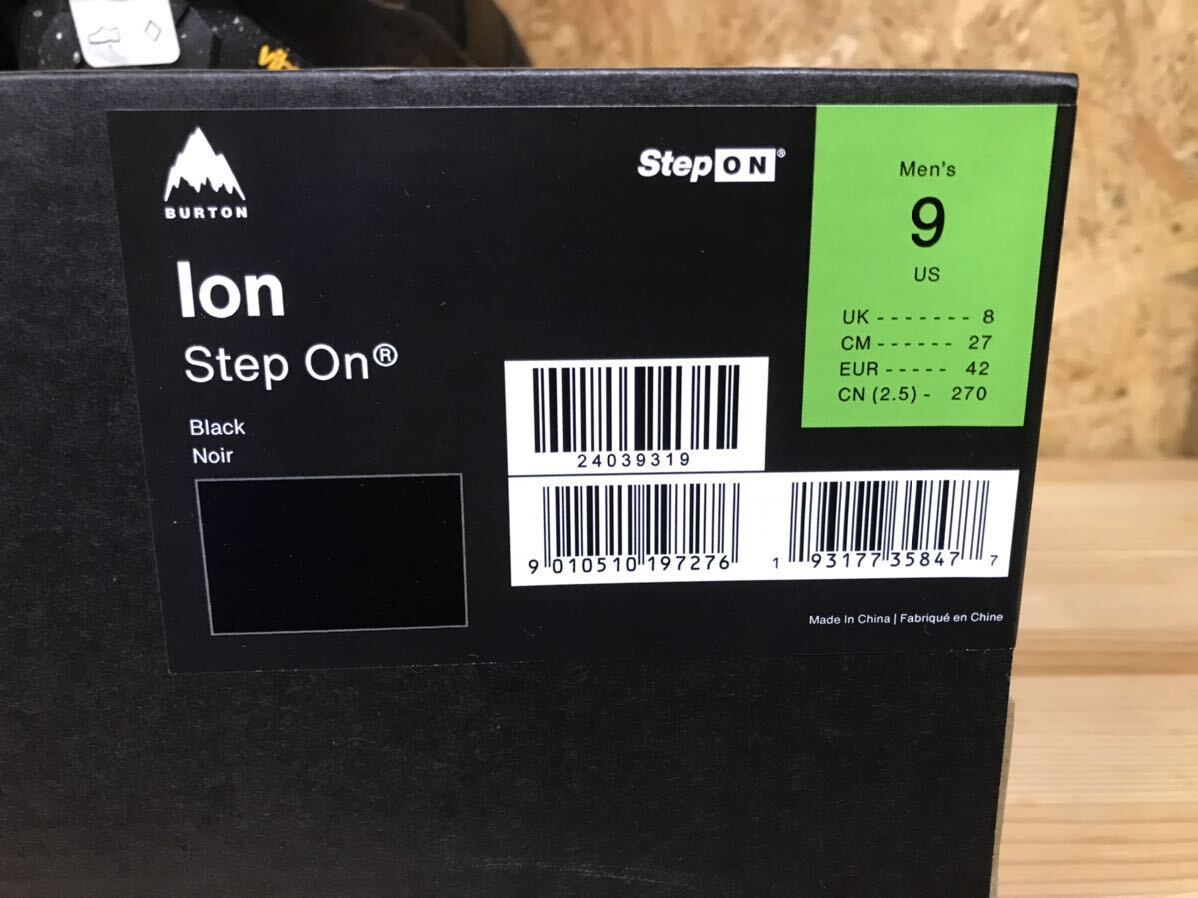 BURTON
Step ON®
Ion
Step On®
Black
Noir
Men's
9
US
UK - - - - - - - 8
CM - - - - - - 27
EUR - - - - - 42
CN (2.5) - 270
24039319
9 010510 197276
1 93177 35847 7
Made In China | Fabriqué en Chine